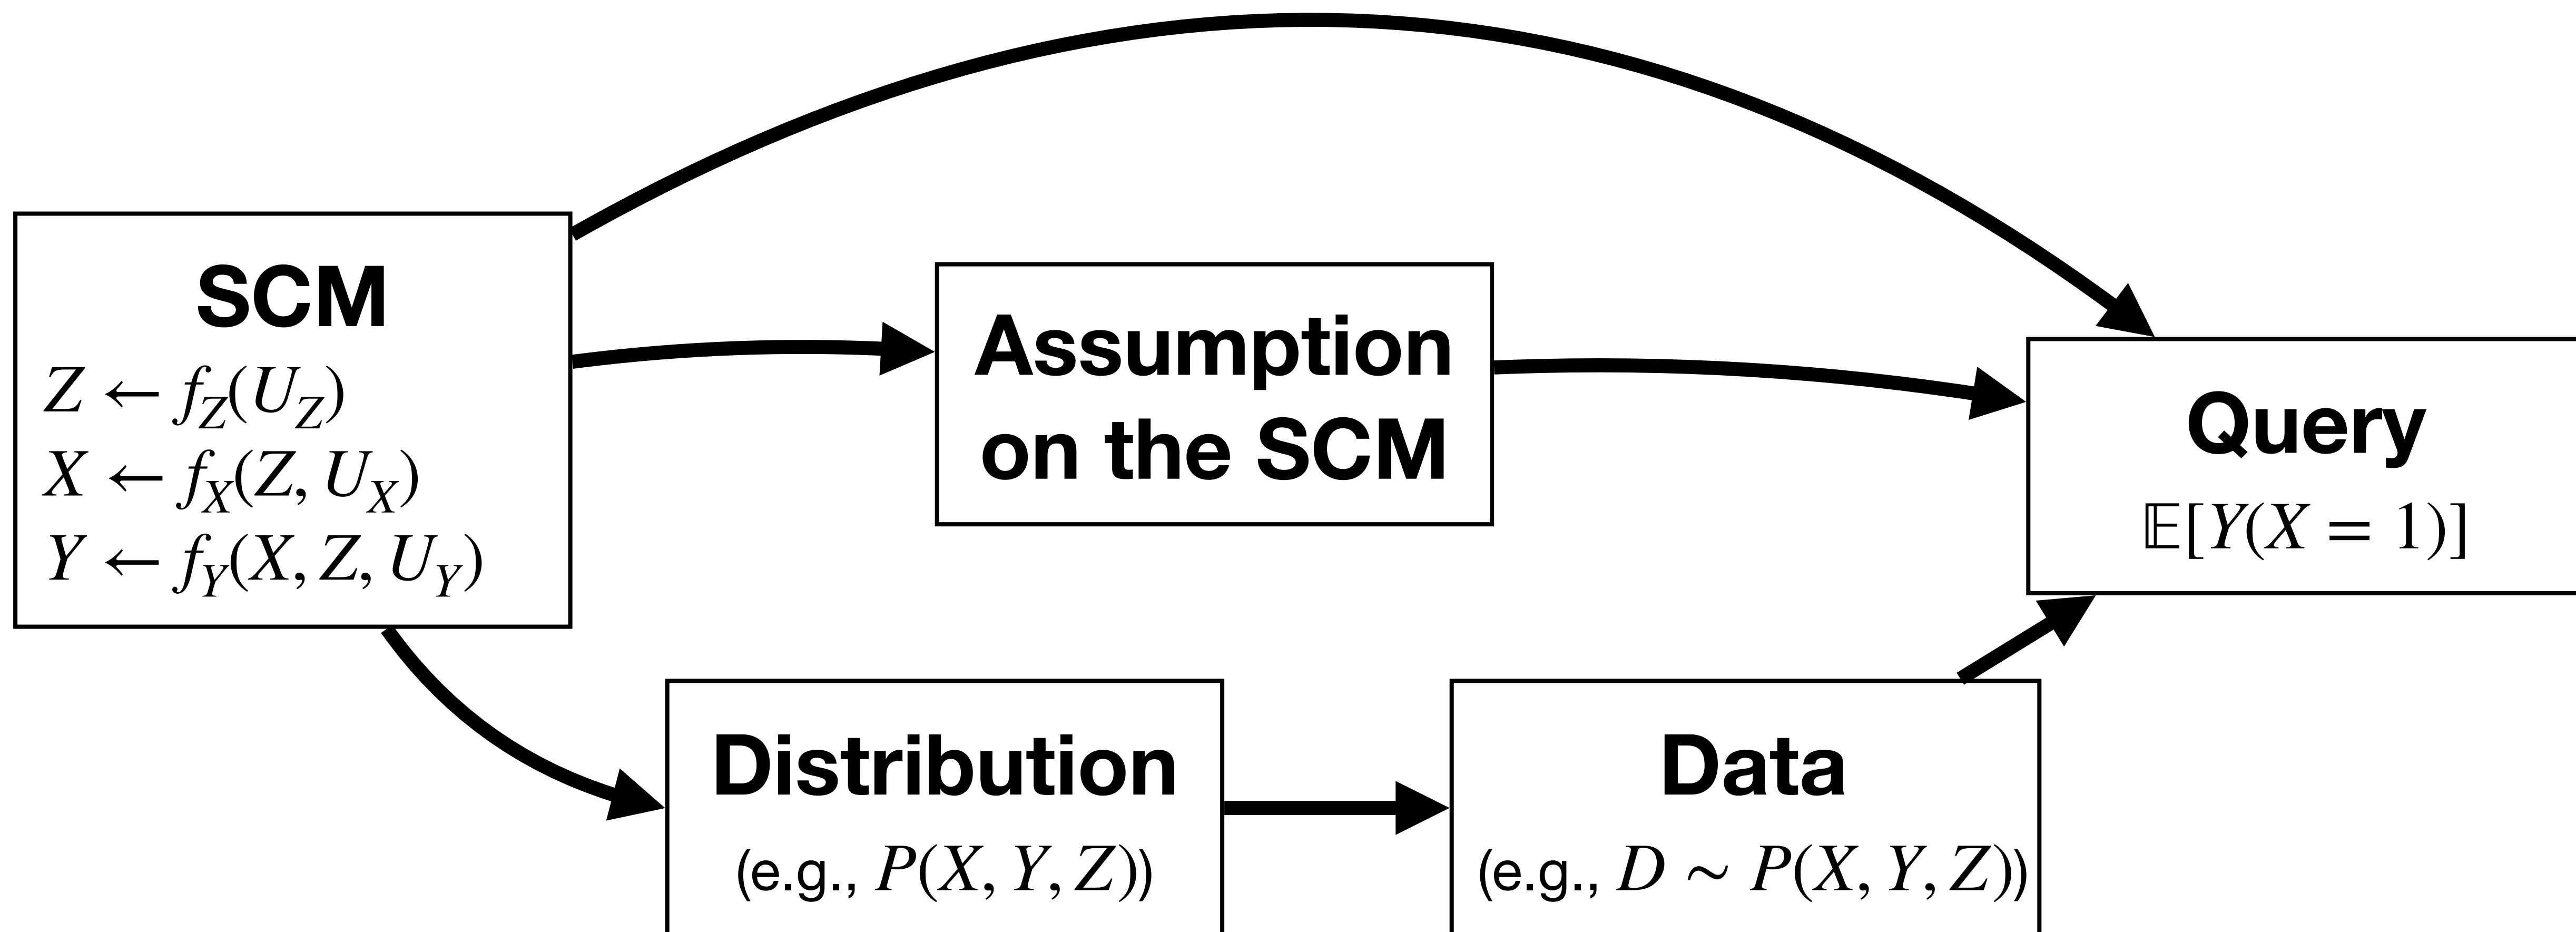 SCM
Z ← f_Z(U_Z)
X ← f_X(Z, U_X)
Y ← f_Y(X, Z, U_Y)
Assumption
on the SCM
Query
𝔼[Y(X = 1)]
Distribution
(e.g., P(X, Y, Z))
Data
(e.g., D ∼ P(X, Y, Z))